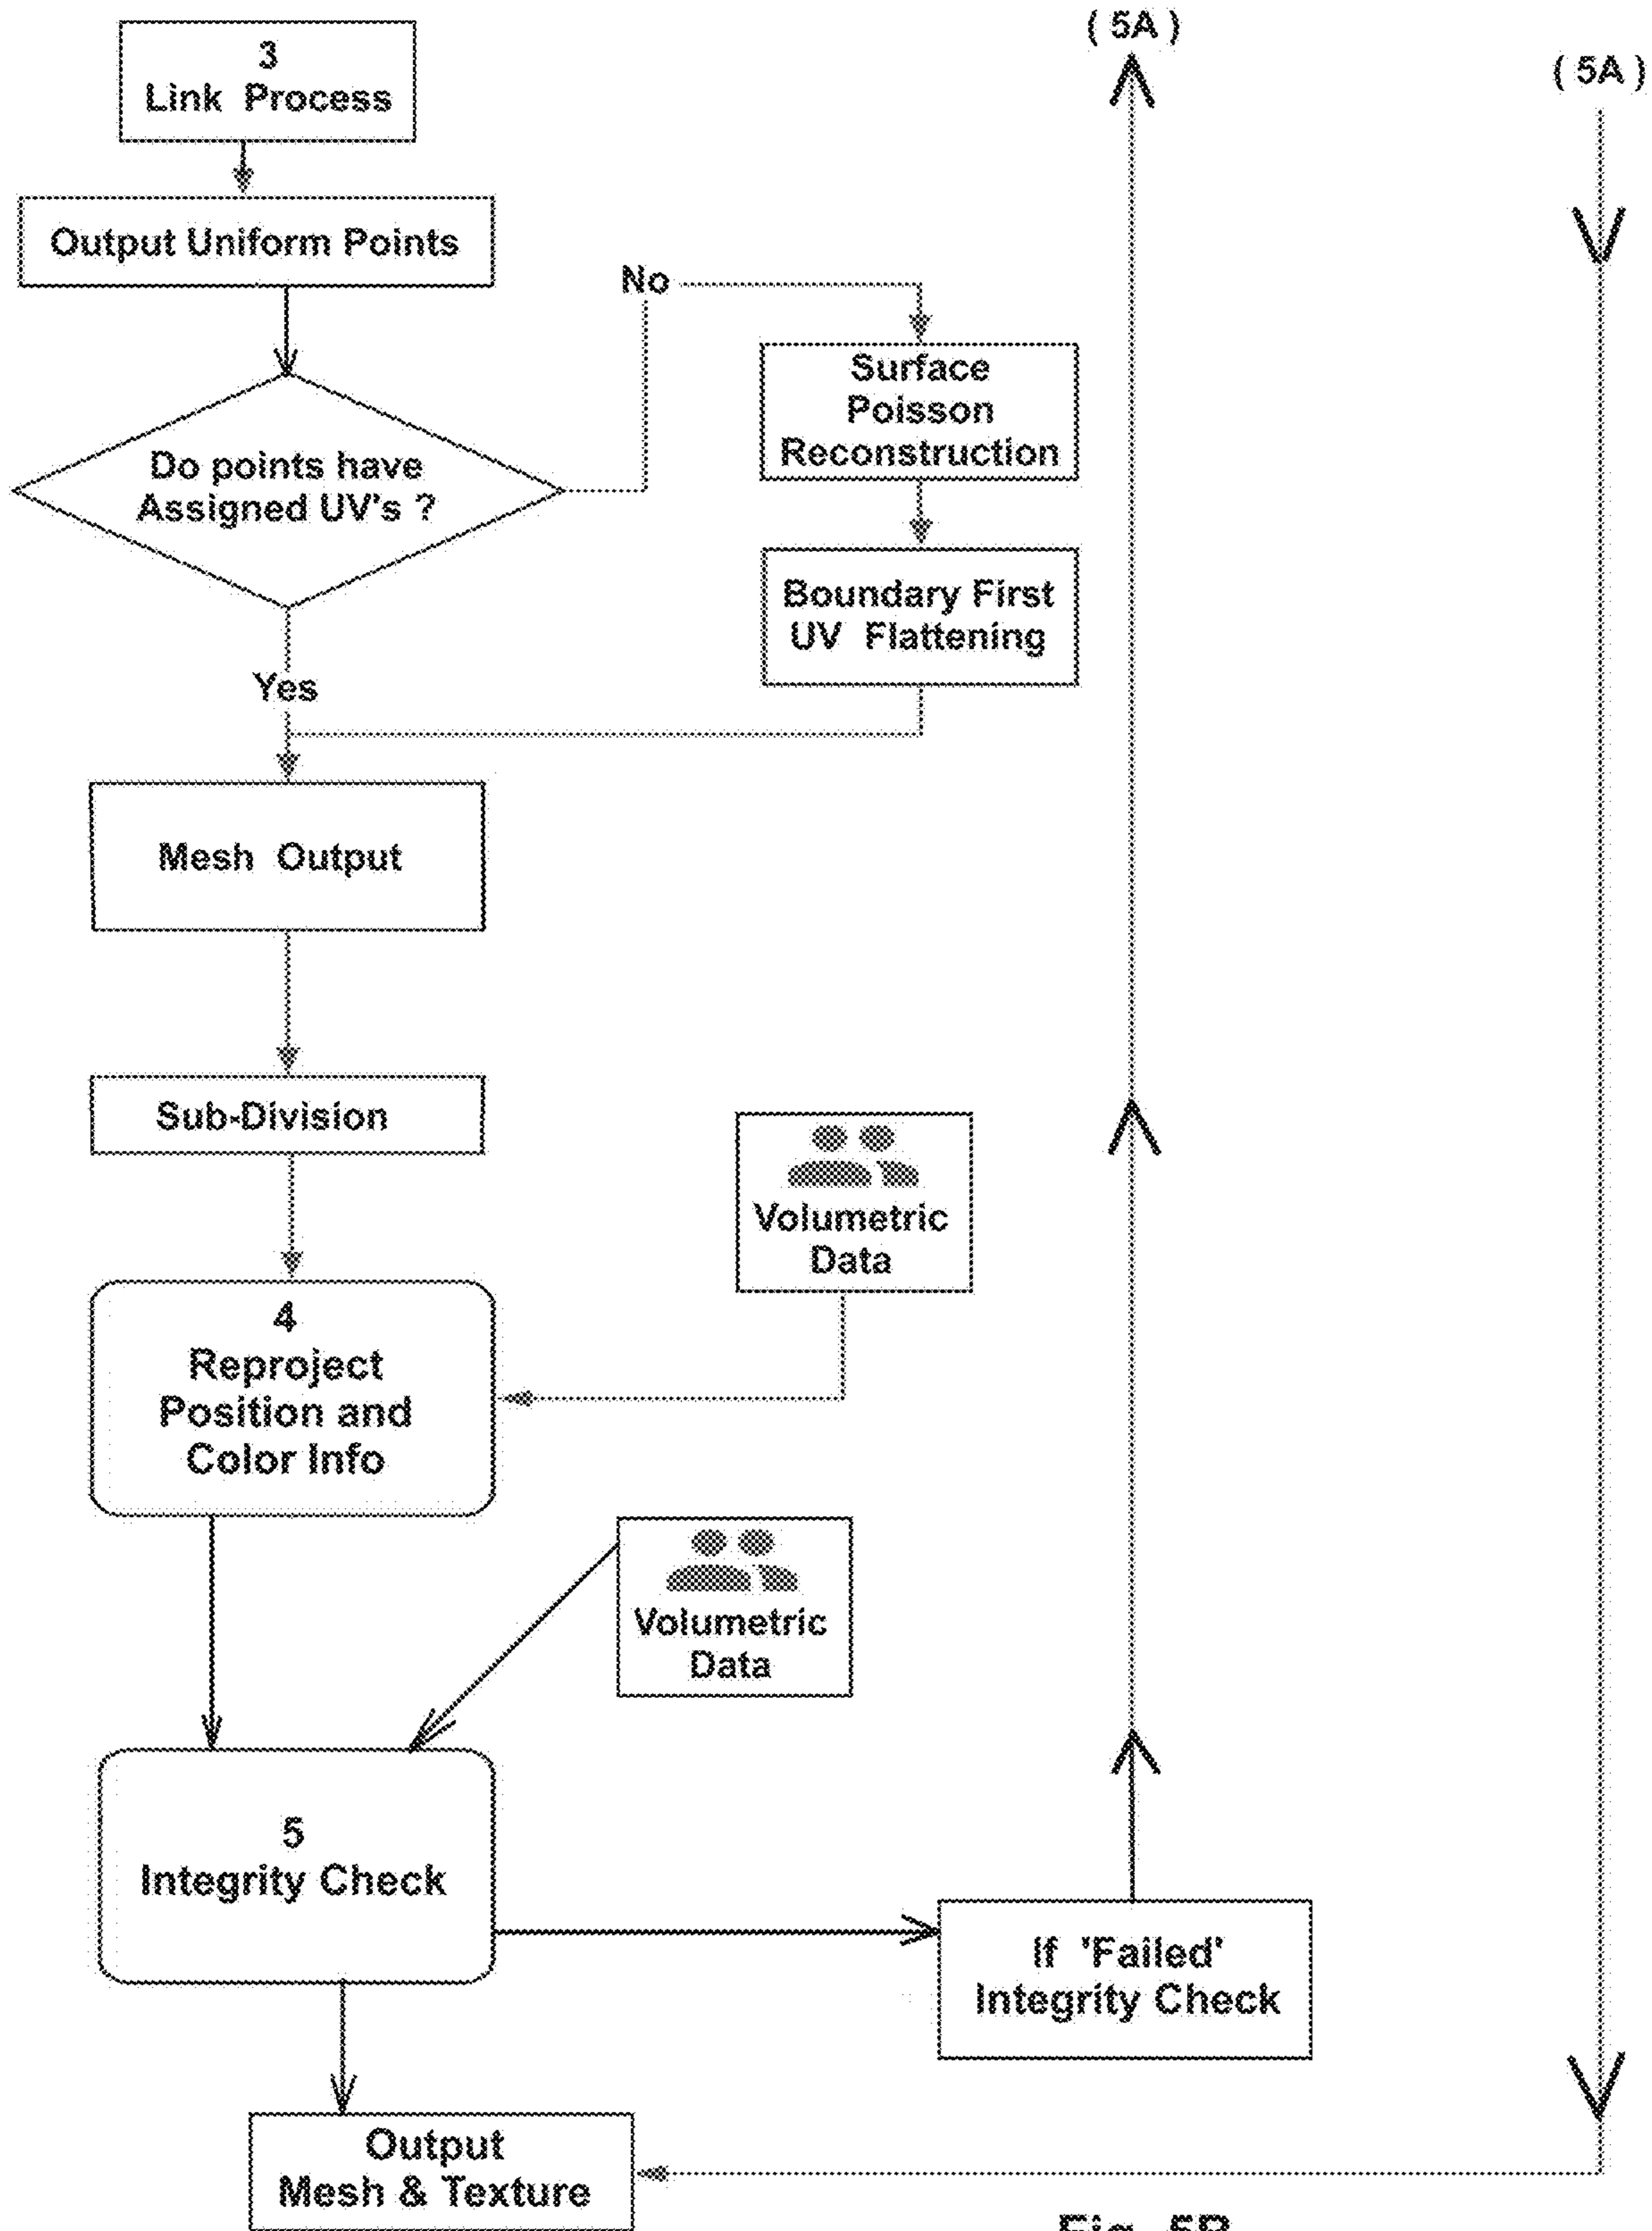 ( 5A )
( 5A )
3
Link Process
Output Uniform Points
No
Surface
Poisson
Reconstruction
Do points have
Assigned UV's ?
Boundary First
UV Flattening
Yes
Mesh Output
Sub-Division
Volumetric
Data
4
Reproject
Position and
Color Info
Volumetric
Data
5
Integrity Check
If 'Failed'
Integrity Check
Output
Mesh & Texture